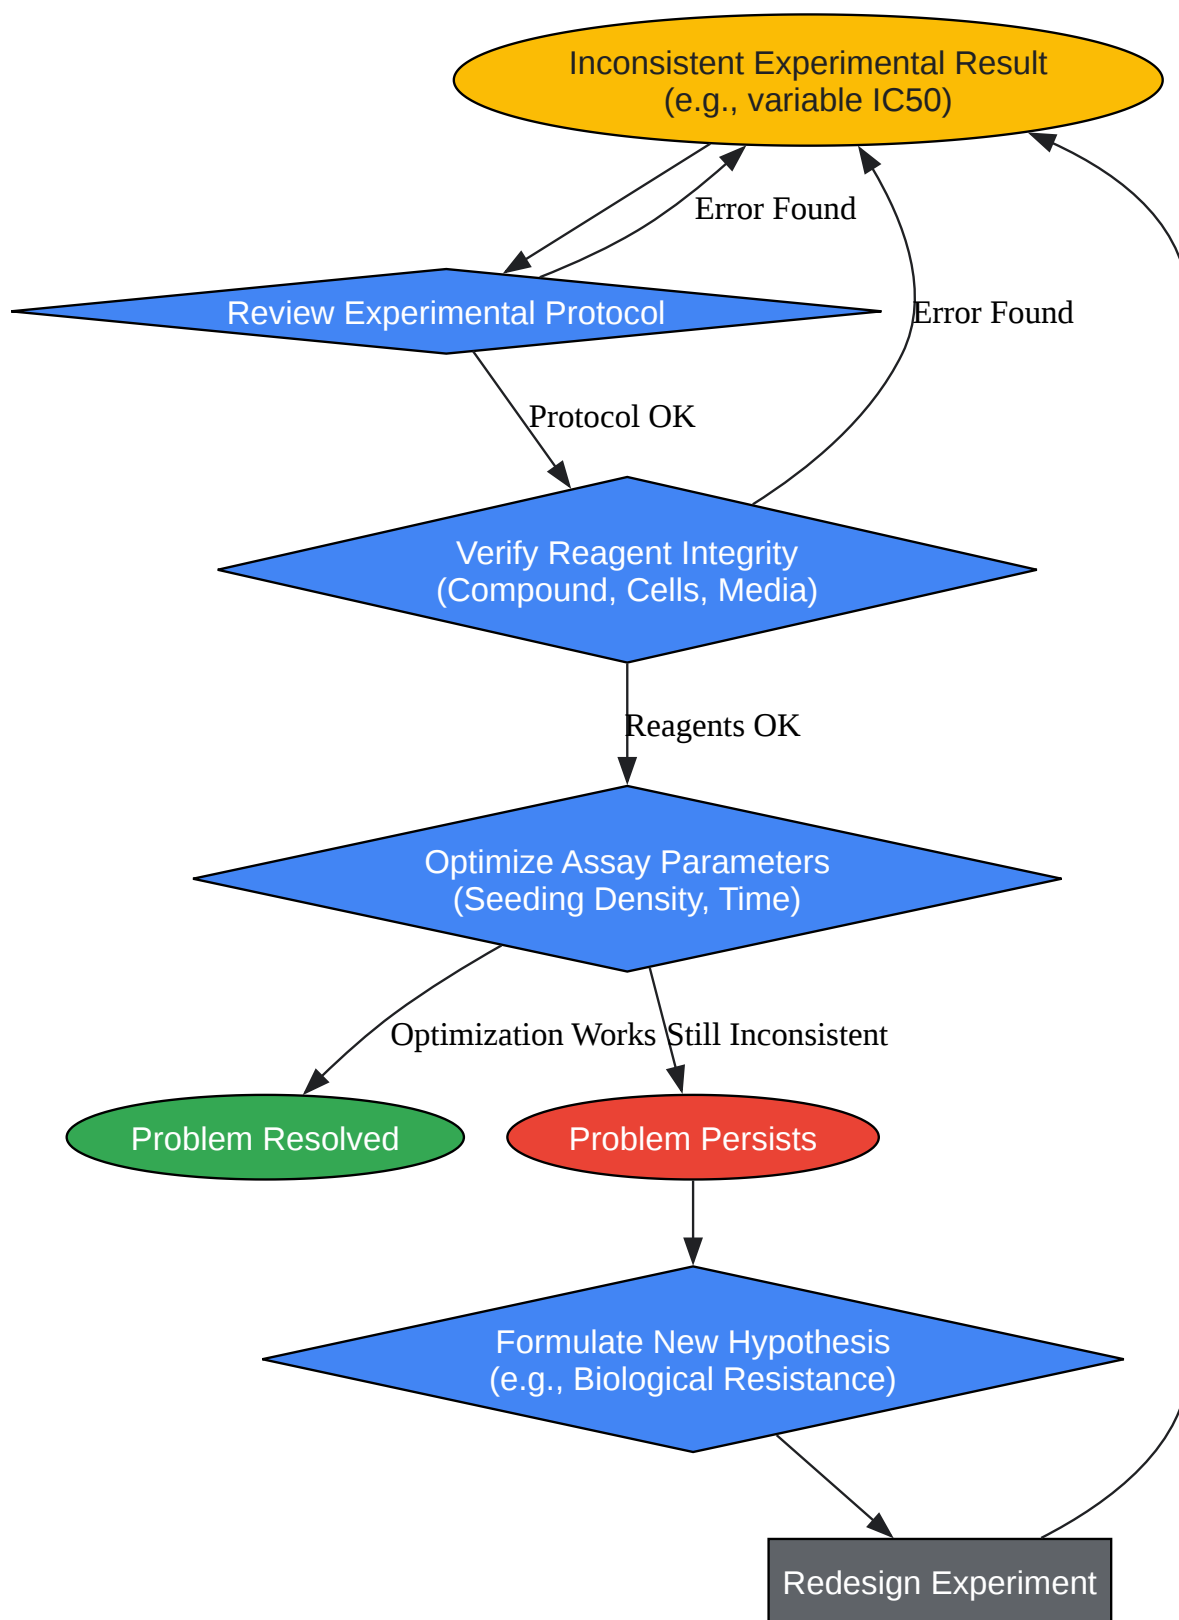 Inconsistent Experimental Result
(e.g., variable IC50)
Error Found
Review Experimental Protocol
Error Found
Protocol OK
Verify Reagent Integrity
(Compound, Cells, Media)
Reagents OK
Optimize Assay Parameters
(Seeding Density, Time)
Optimization Works
Still Inconsistent
Problem Resolved
Problem Persists
Formulate New Hypothesis
(e.g., Biological Resistance)
Redesign Experiment